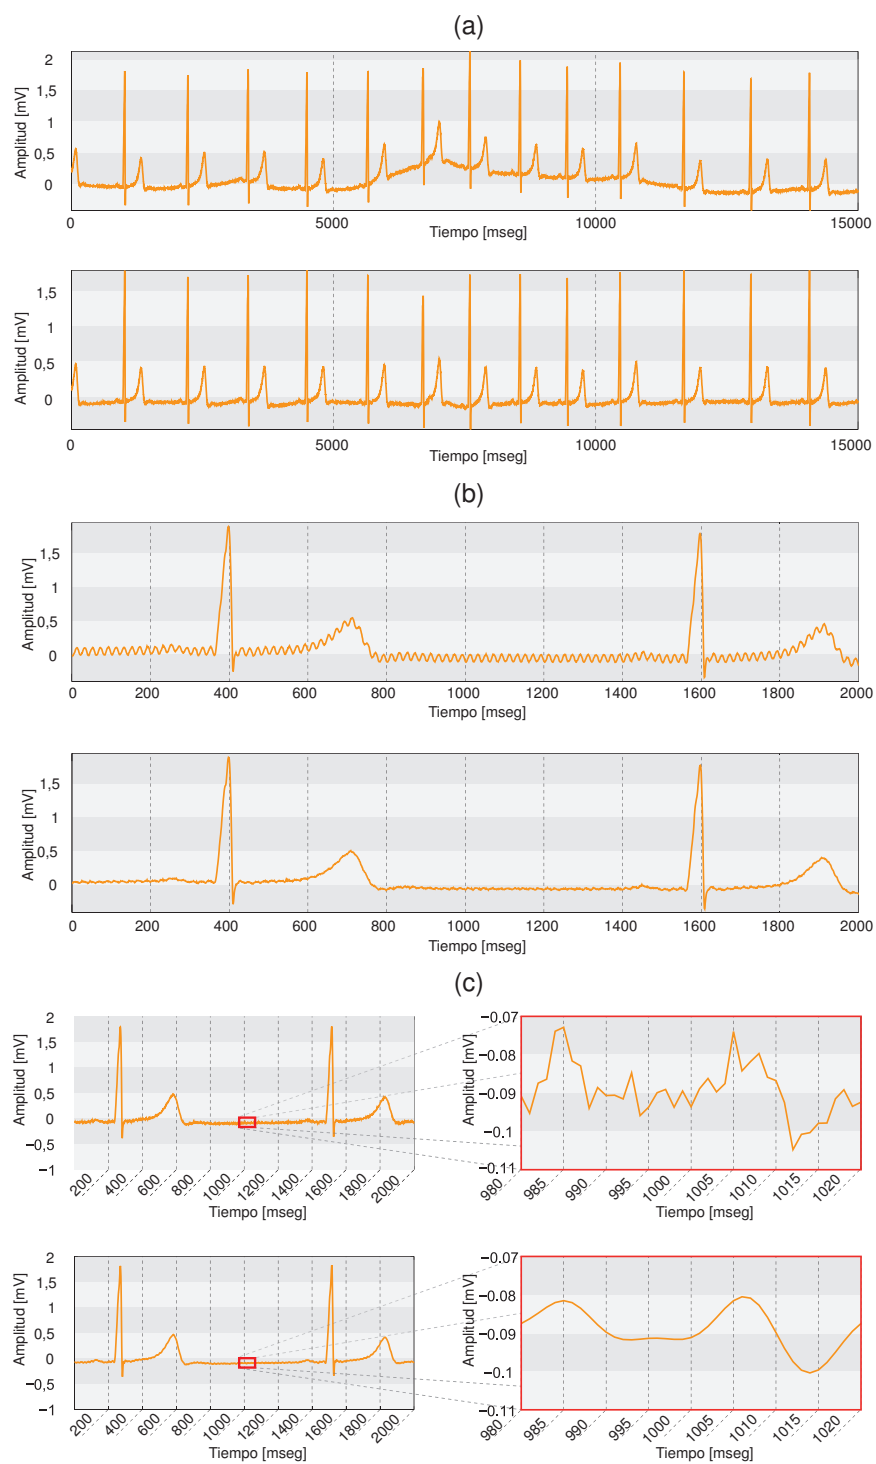 (a)
Amplitud [mV]
2
1,5
1
0,5
0
0 5000 10000 15000
Tiempo [mseg]
Amplitud [mV]
1,5
1
0,5
0
0 5000 10000 15000
Tiempo [mseg]
(b)
Amplitud [mV]
1,5
1
0,5
0
0 200 400 600 800 1000 1200 1400 1600 1800 2000
Tiempo [mseg]
Amplitud [mV]
1,5
1
0,5
0
0 200 400 600 800 1000 1200 1400 1600 1800 2000
Tiempo [mseg]
(c)
Amplitud [mV]
2
1,5
1
0,5
0
−0,5
−1
200 400 600 800 1000 1200 1400 1600 1800 2000
Tiempo [mseg]
Amplitud [mV]
−0.07
−0.08
−0.09
−0.1
−0.11
980 985 990 995 1000 1005 1010 1015 1020
Tiempo [mseg]
Amplitud [mV]
2
1,5
1
0,5
0
−0,5
−1
200 400 600 800 1000 1200 1400 1600 1800 2000
Tiempo [mseg]
Amplitud [mV]
−0.07
−0.08
−0.09
−0.1
−0.11
980 985 990 995 1000 1005 1010 1015 1020
Tiempo [mseg]